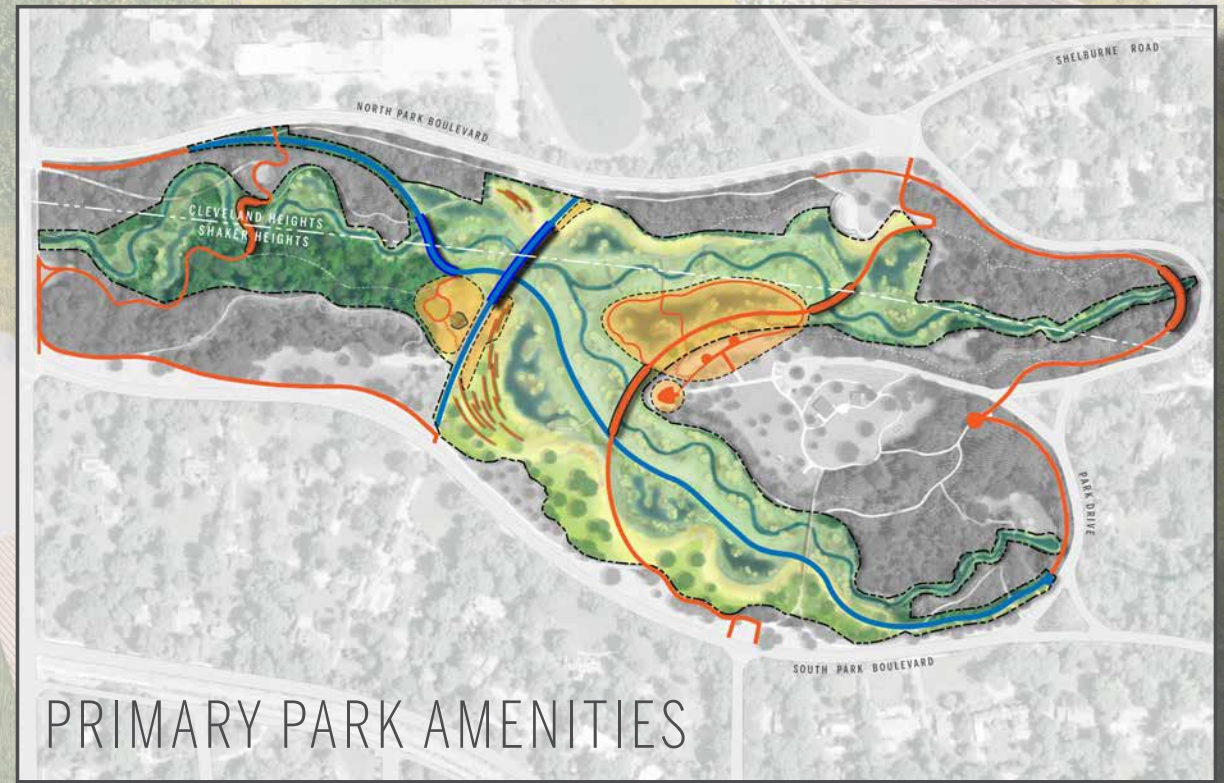 SHELBURNE ROAD
NORTH PARK BOULEVARD
CLEVELAND HEIGHTS
SHAKER HEIGHTS
PARK DRIVE
SOUTH PARK BOULEVARD
PRIMARY PARK AMENITIES